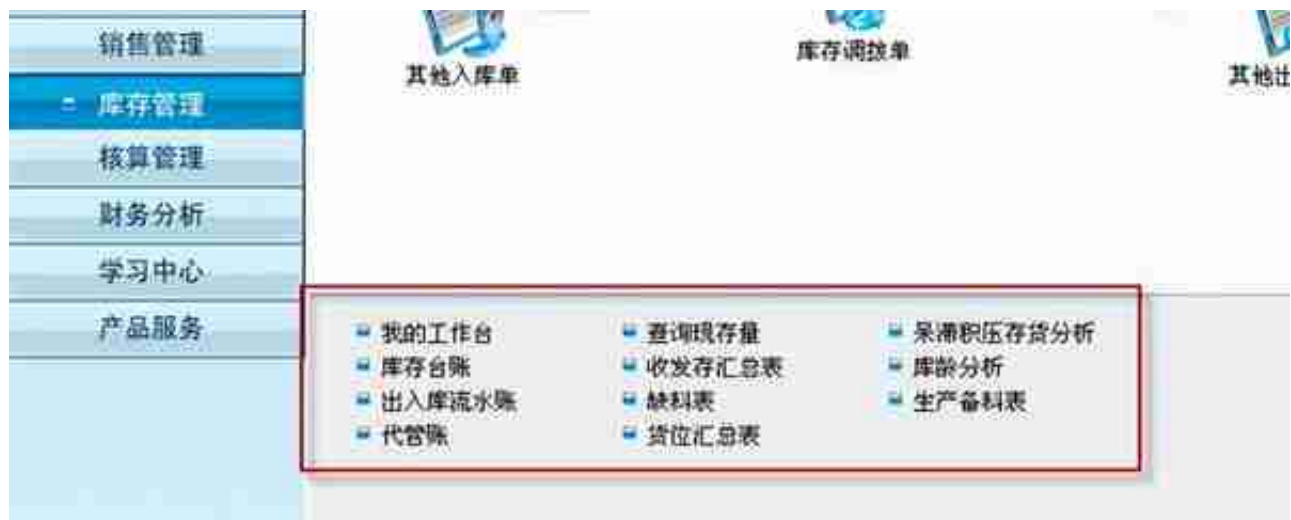 销售管理
库存管理
核算管理
财务分析
学习中心
产品服务
其他入库单
库存调拨单
其他出
我的工作台
查询现存量
呆滞积压存货分析
库存台账
收发存汇总表
库龄分析
出入库流水账
缺料表
生产备料表
代管账
货位汇总表